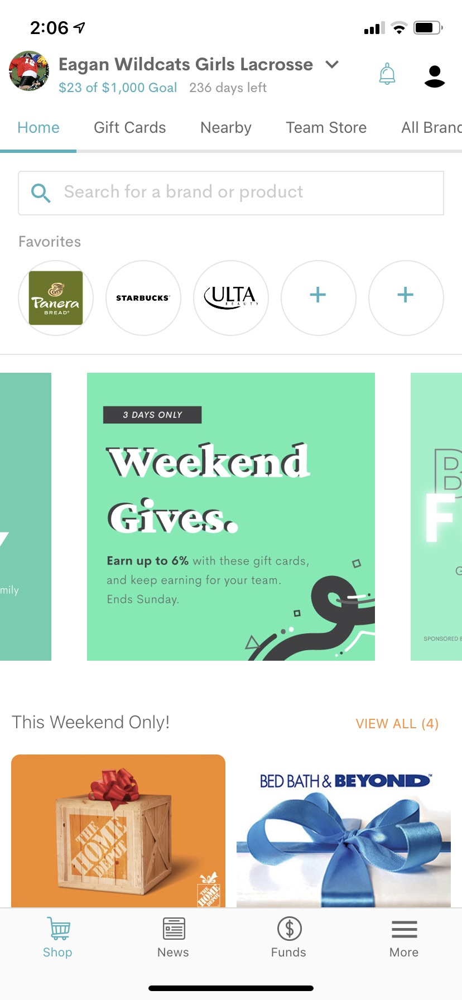 2:06
Eagan Wildcats Girls Lacrosse
$23 of $1,000 Goal 236 days left
Home Gift Cards Nearby Team Store All Brand
Search for a brand or product
Favorites
Panera
BREAD®
STARBUCKS®
ULTA
BEAUTY
+ +
3 DAYS ONLY
Weekend
Gives.
Earn up to 6% with these gift cards,
and keep earning for your team.
Ends Sunday.
Y
mily
B
F
G
SPONSORED B
This Weekend Only!
VIEW ALL (4)
THE
HOME
DEPOT
THE
HOME
DEPOT
BED BATH & BEYOND™
Shop News Funds More